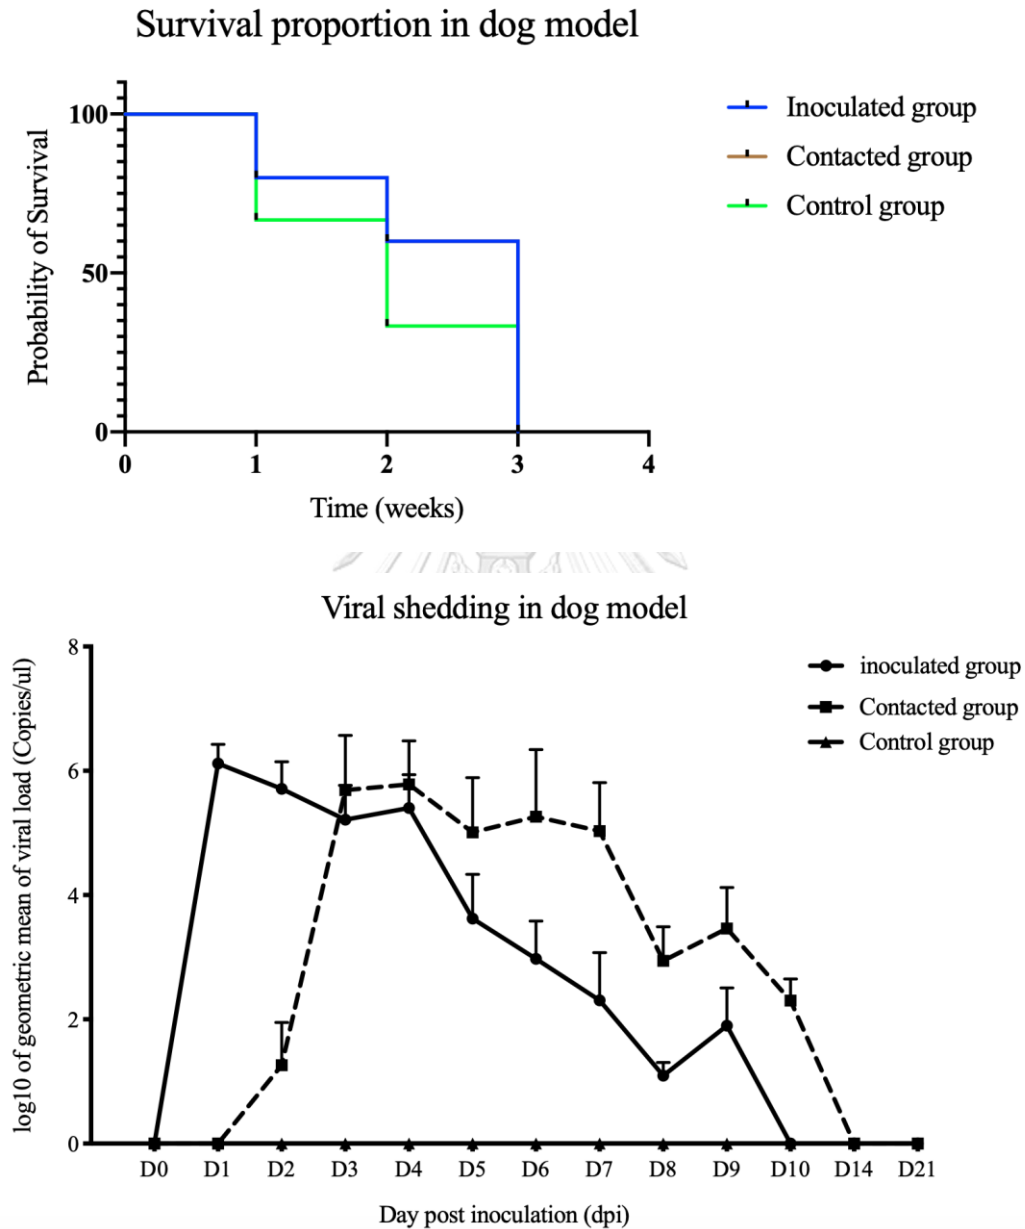 Survival proportion in dog model
Probability of Survival
100
50
0
0 1 2 3 4
Time (weeks)
Inoculated group
Contacted group
Control group
Viral shedding in dog model
log10 of geometric mean of viral load (Copies/ul)
8
6
4
2
0
D0 D1 D2 D3 D4 D5 D6 D7 D8 D9 D10 D14 D21
Day post inoculation (dpi)
inoculated group
Contacted group
Control group